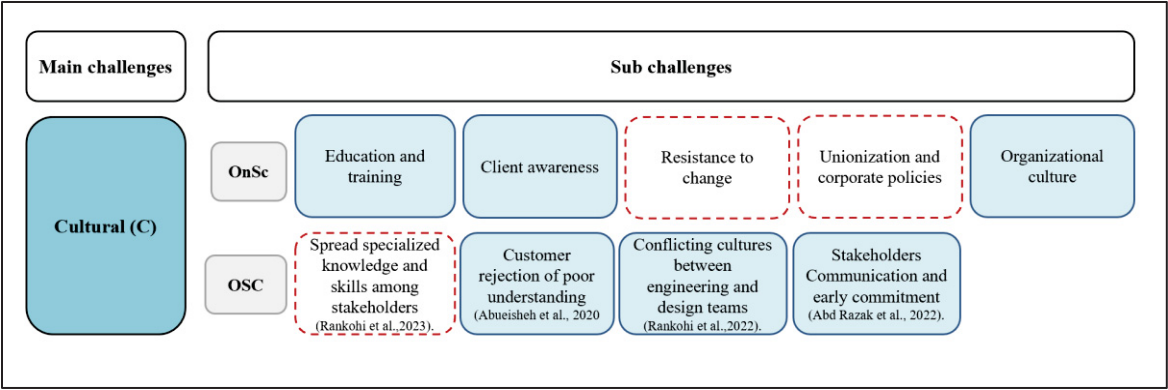 Main challenges
Sub challenges
Cultural (C)
OnSc
Education and
training
Client awareness
Resistance to
change
Unionization and
corporate policies
Organizational
culture
OSC
Spread specialized
knowledge and
skills among
stakeholders
(Rankohi et al.,2023).
Customer
rejection of poor
understanding
(Abueisheh et al., 2020
Conflicting cultures
between
engineering and
design teams
(Rankohi et al.,2022).
Stakeholders
Communication and
early commitment
(Abd Razak et al., 2022).